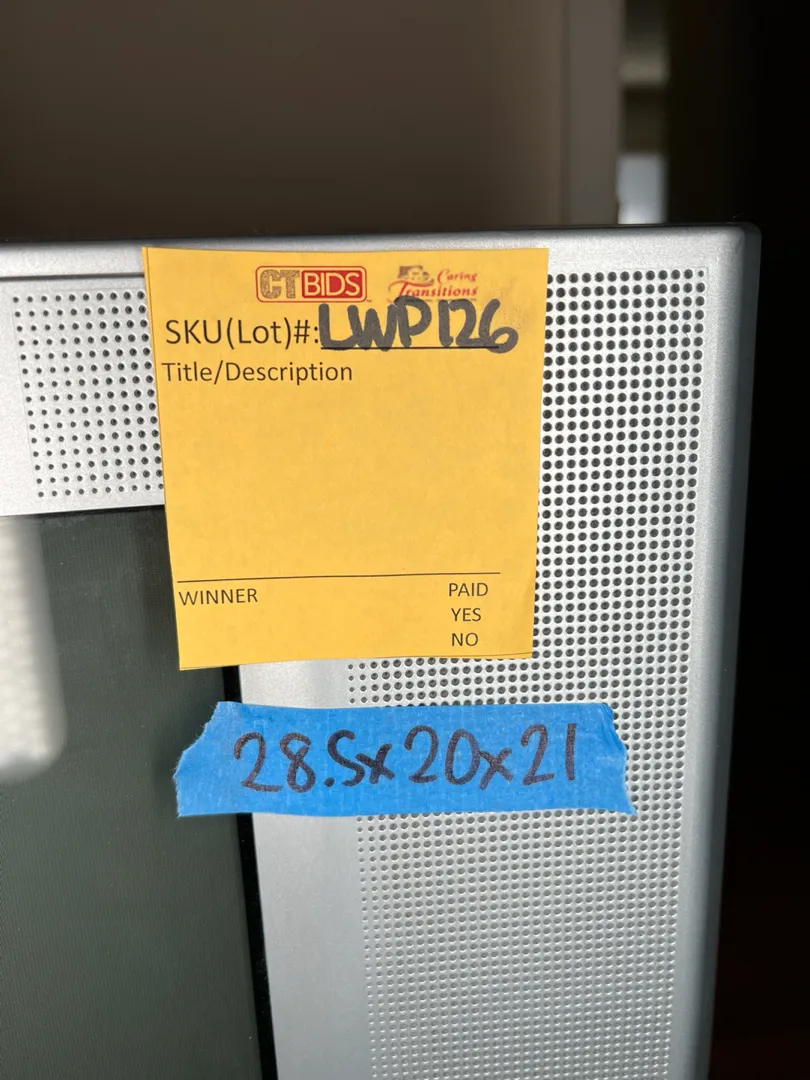 CTBIDS
Caring
Transitions
SKU(Lot)#:LWP126
Title/Description
WINNER
PAID
YES
NO
28.5x20x21